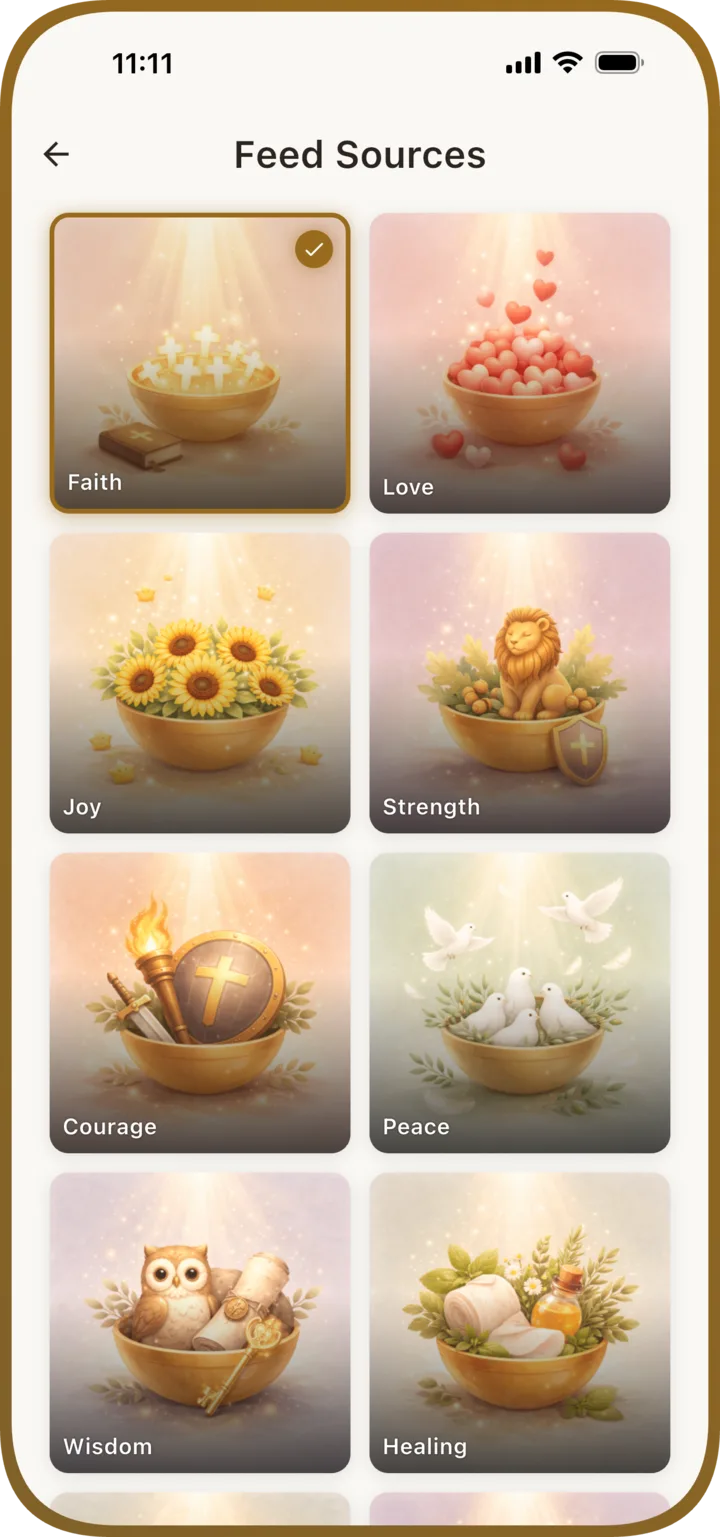 11:11
Feed Sources
Faith
Love
Joy
Strength
Courage
Peace
Wisdom
Healing